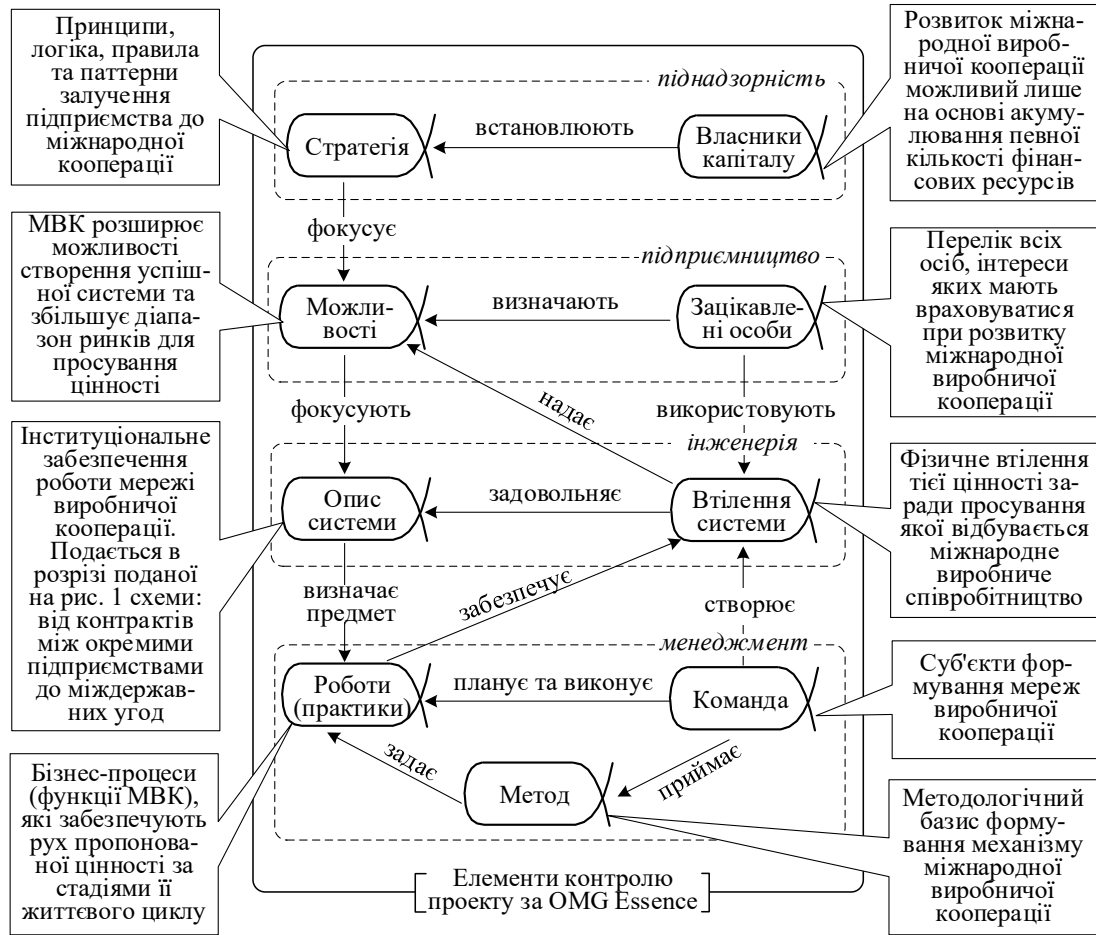 Принципи,
логіка, правила
та паттерни
залучення
підприємства до
міжнародної
кооперації
МВК розширює
можливості
створення успіш-
ної системи та
збільшує діапа-
зон ринків для
просування
цінності
Інституціональне
забезпечення
роботи мережі
виробничої
кооперації.
Подається в
розрізі поданої
на рис. 1 схеми:
від контрактів
між окремими
підприємствами
до міждержав-
них угод
Бізнес-процеси
(функції МВК),
які забезпечують
рух пропоно-
ваної цінності за
стадіями її
життєвого циклу
піднадзорність
Стратегія
встановлюють
Власники
капіталу
фокусує
підприємництво
Можли-
вості
визначають
Зацікавле-
ні особи
фокусують
надає
використовують
інженерія
Опис
системи
задовольняє
Втілення
системи
визначає
предмет
забезпечує
створює
менеджмент
Роботи
(практики)
планує та виконує
Команда
задає
приймає
Метод
Елементи контролю
проекту за OMG Essence
Розвиток міжна-
родної вироб-
ничої кооперації
можливий лише
на основі акуму-
лювання певної
кількості фінан-
сових ресурсів
Перелік всіх
осіб, інтереси
яких мають
враховуватися
при розвитку
міжнародної
виробничої
кооперації
Фізичне втілення
тієї цінності за-
ради просування
якої відбувається
міжнародне
виробниче
співробітництво
Суб'єкти фор-
мування мереж
виробничої
кооперації
Методологічний
базис форму-
вання механізму
міжнародної
виробничої
кооперації